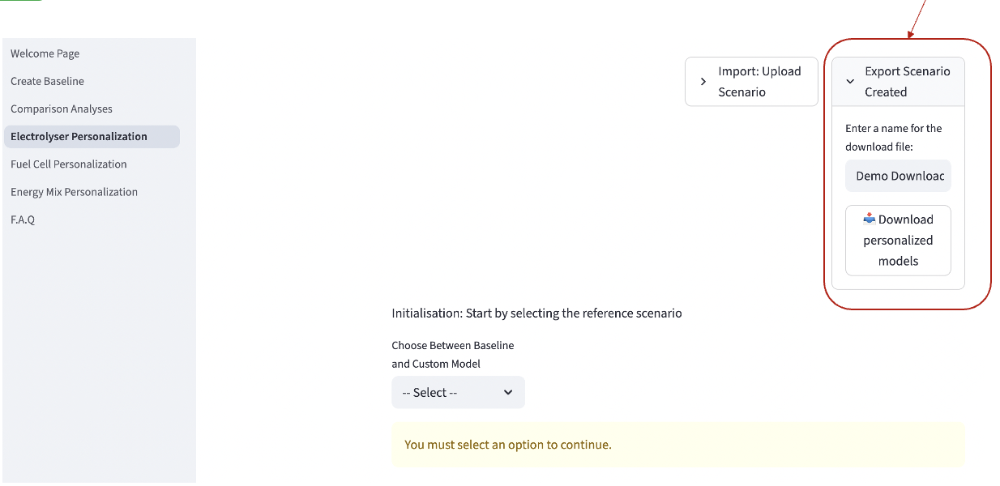 Welcome Page
Create Baseline
Comparison Analyses
Electrolyser Personalization
Fuel Cell Personalization
Energy Mix Personalization
F.A.Q
Import: Upload
Scenario
Export Scenario
Created
Enter a name for the
download file:
Demo Downloac
Download
personalized
models
Initialisation: Start by selecting the reference scenario
Choose Between Baseline
and Custom Model
-- Select --
You must select an option to continue.